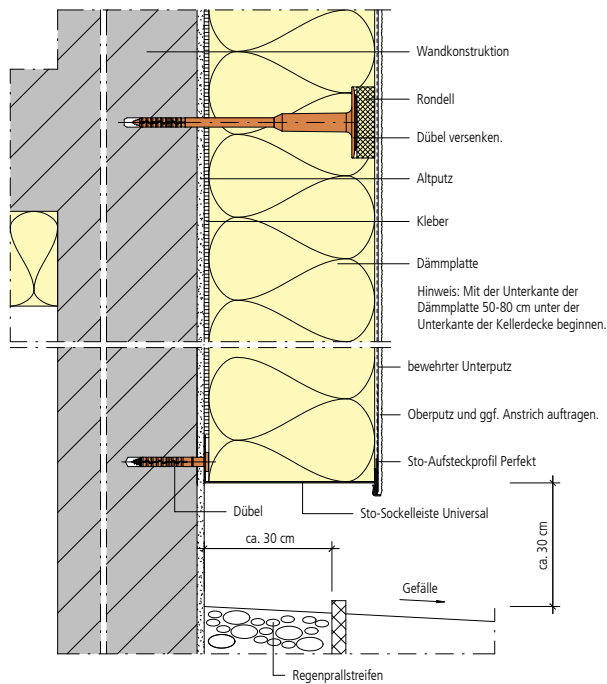 Wandkonstruktion
Rondell
Dübel versenken.
Altputz
Kleber
Dämmplatte
Hinweis: Mit der Unterkante der
Dämmplatte 50-80 cm unter der
Unterkante der Kellerdecke beginnen.
bewehrter Unterputz
Oberputz und ggf. Anstrich auftragen.
Sto-Aufsteckprofil Perfekt
Dübel
Sto-Sockelleiste Universal
ca. 30 cm
ca. 30 cm
Gefälle
Regenprallstreifen